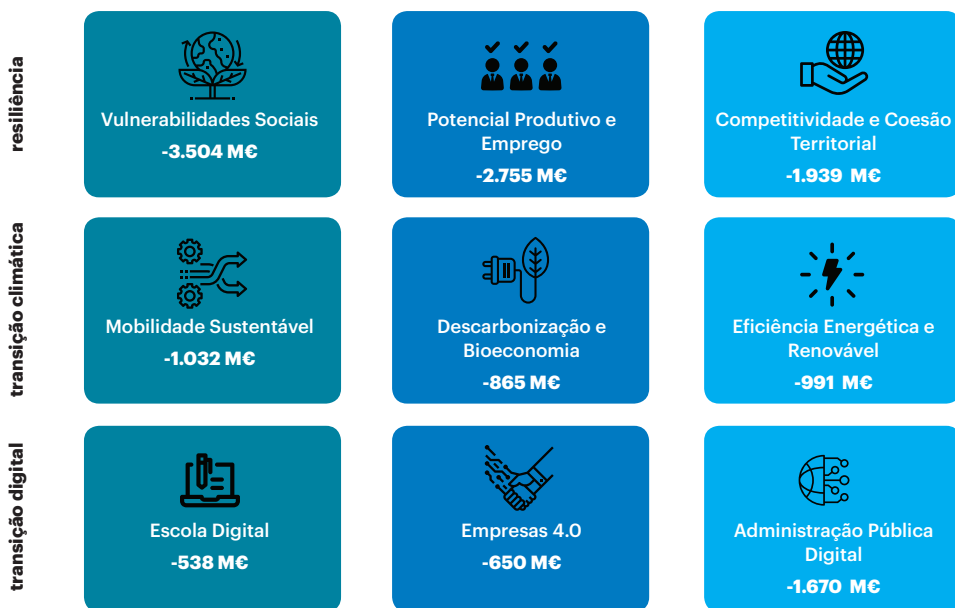 resiliência
Vulnerabilidades Sociais
-3.504 M€
Potencial Produtivo e
Emprego
-2.755 M€
Competitividade e Coesão
Territorial
-1.939 M€
transição climática
Mobilidade Sustentável
-1.032 M€
Descarbonização e
Bioeconomia
-865 M€
Eficiência Energética e
Renovável
-991 M€
transição digital
Escola Digital
-538 M€
Empresas 4.0
-650 M€
Administração Pública
Digital
-1.670 M€